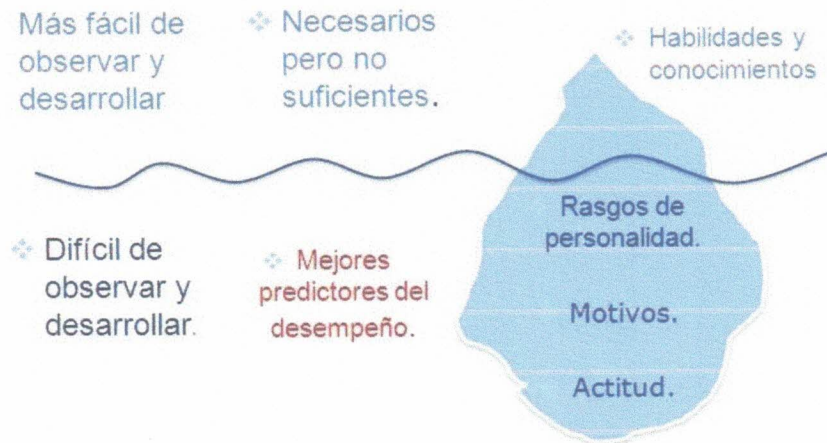 Más fácil de
observar y
desarrollar
Necesarios
pero no
suficientes.
Habilidades y
conocimientos
Difícil de
observar y
desarrollar.
Mejores
predictores del
desempeño.
Rasgos de
personalidad.
Motivos.
Actitud.